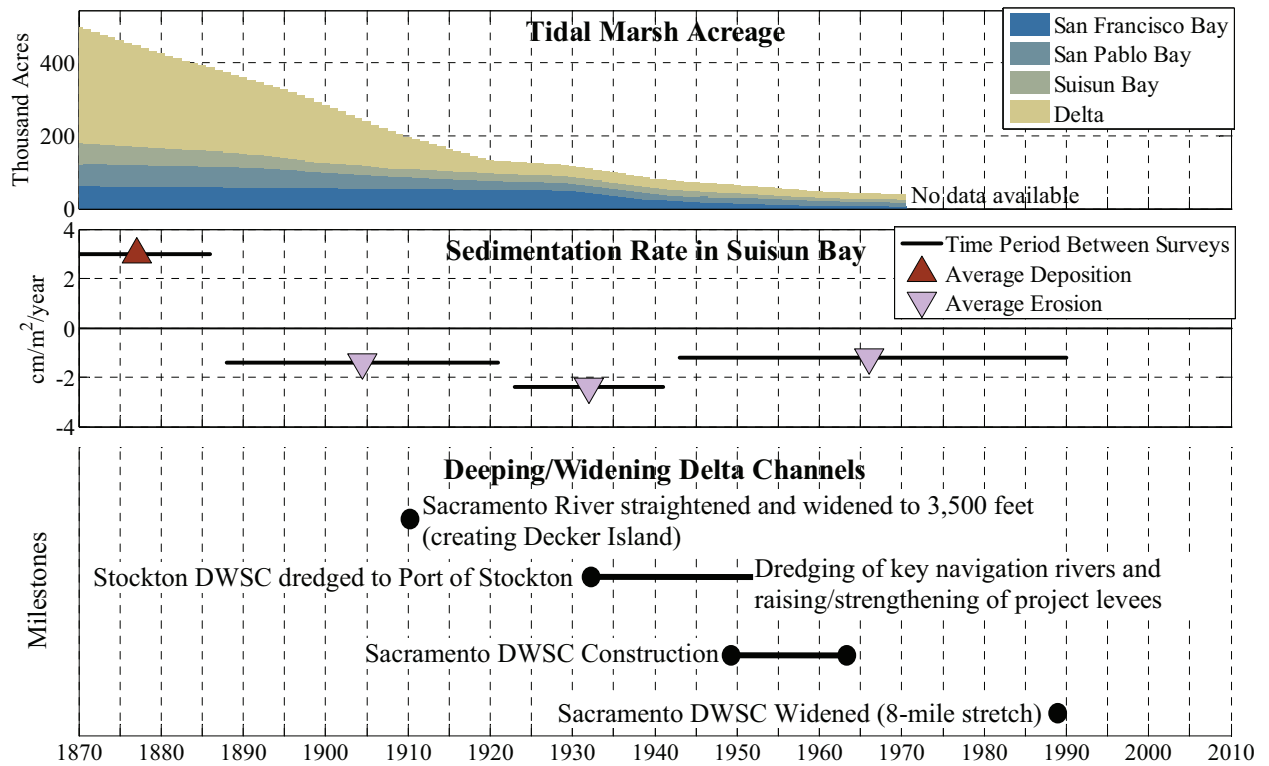 Tidal Marsh Acreage
San Francisco Bay
San Pablo Bay
Suisun Bay
Delta
Thousand Acres
400
200
0
No data available
Sedimentation Rate in Suisun Bay
Time Period Between Surveys
Average Deposition
Average Erosion
cm/m²/year
4
2
0
-2
-4
Deeping/Widening Delta Channels
Milestones
Sacramento River straightened and widened to 3,500 feet
(creating Decker Island)
Stockton DWSC dredged to Port of Stockton
Dredging of key navigation rivers and
raising/strengthening of project levees
Sacramento DWSC Construction
Sacramento DWSC Widened (8-mile stretch)
1870 1880 1890 1900 1910 1920 1930 1940 1950 1960 1970 1980 1990 2000 2010